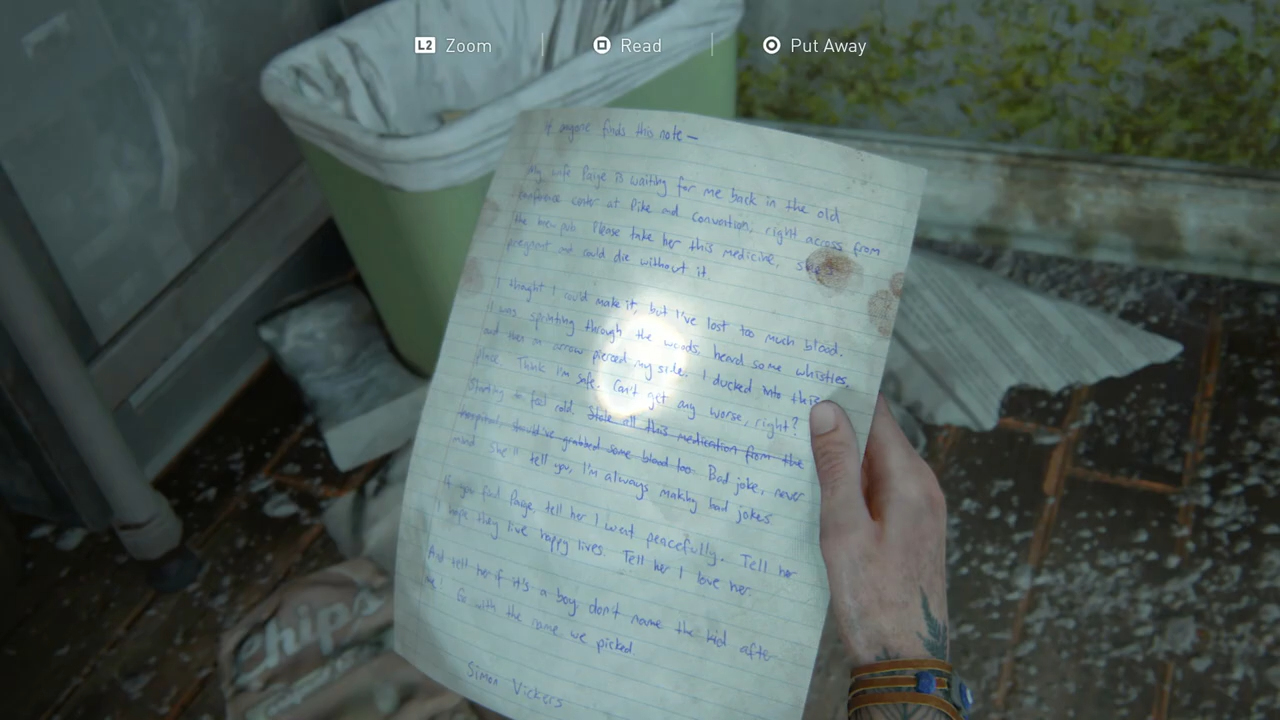 L2 Zoom
Read
Put Away
If anyone finds this note—
My wife Paige is waiting for me back in the old
conference center at Pike and Convention, right across from
the brew pub. Please take her this medicine, she's
pregnant and could die without it.
I thought I could make it, but I've lost too much blood.
I was sprinting through the woods, heard some whistles,
and then an arrow pierced my side. I ducked into this
place. Think I'm safe. Can't get any worse, right?
Starting to feel cold. Stole all this medication from the
hospital, should've grabbed some blood too. Bad joke, never
mind. She'll tell you, I'm always making bad jokes.
If you find Paige, tell her I went peacefully. Tell her
I hope they live happy lives. Tell her I love her.
And tell her if it's a boy don't name the kid after
me! Go with the name we picked.
Simon Vickers
chips